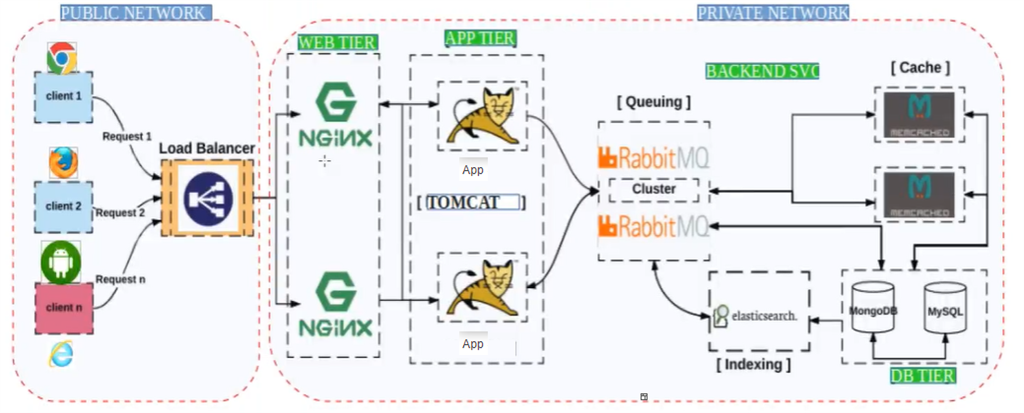 PUBLIC NETWORK
PRIVATE NETWORK
WEB TIER
APP TIER
BACKEND SVC
[ Cache ]
client 1
Request 1
Load Balancer
NGINX
App
[ Queuing ]
RabbitMQ
Cluster
RabbitMQ
MEMCACHED
MEMCACHED
client 2
Request 2
[ TOMCAT ]
client n
Request n
NGINX
App
elasticsearch.
[ Indexing ]
MongoDB
MySQL
DB TIER